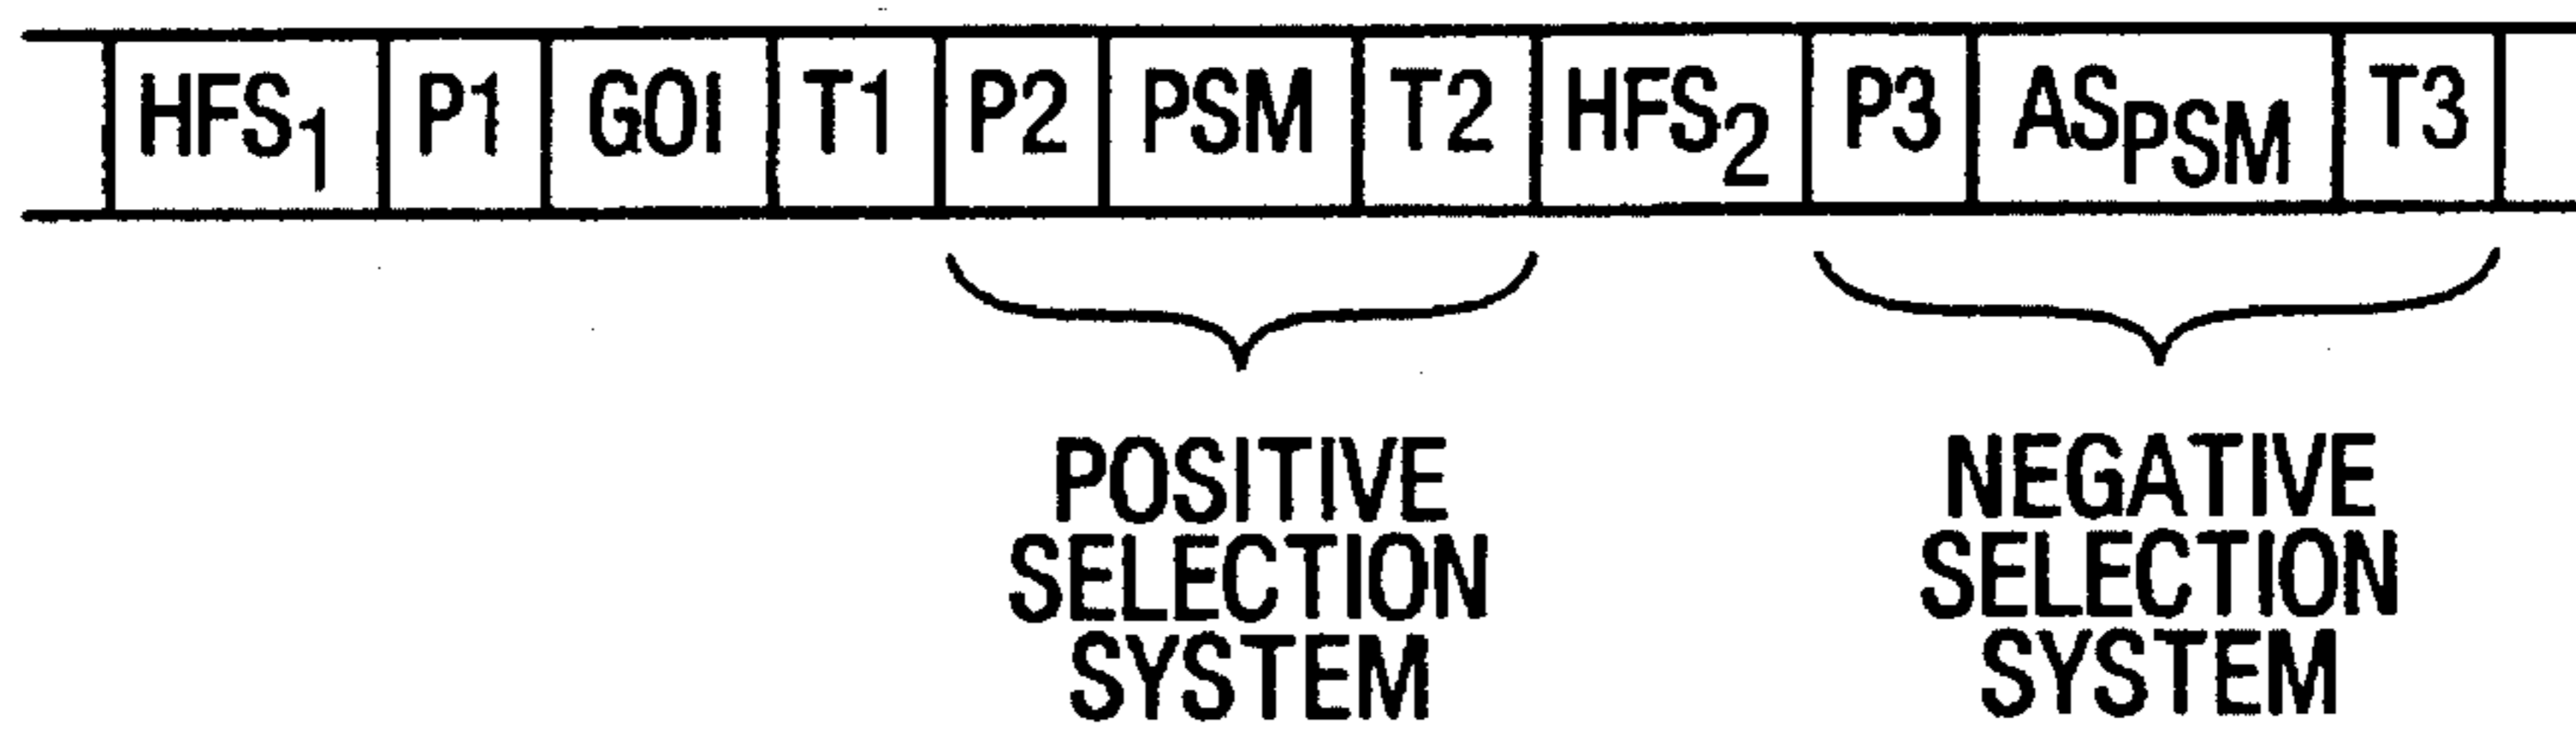 HFS1 P1 GOI T1 P2 PSM T2 HFS2 P3 ASPSM T3
POSITIVE
SELECTION
SYSTEM
NEGATIVE
SELECTION
SYSTEM